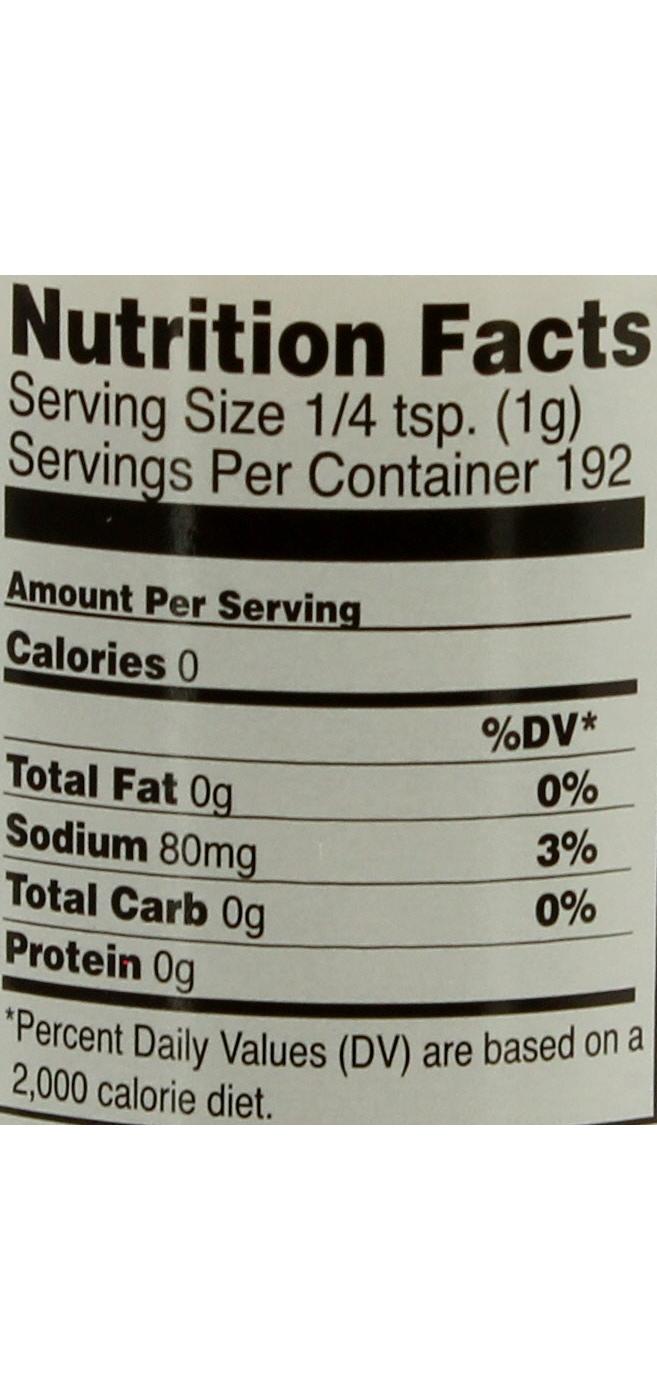 Nutrition Facts
Serving Size 1/4 tsp. (1g)
Servings Per Container 192
Amount Per Serving
Calories 0
%DV*
Total Fat 0g 0%
Sodium 80mg 3%
Total Carb 0g 0%
Protein 0g
*Percent Daily Values (DV) are based on a
2,000 calorie diet.